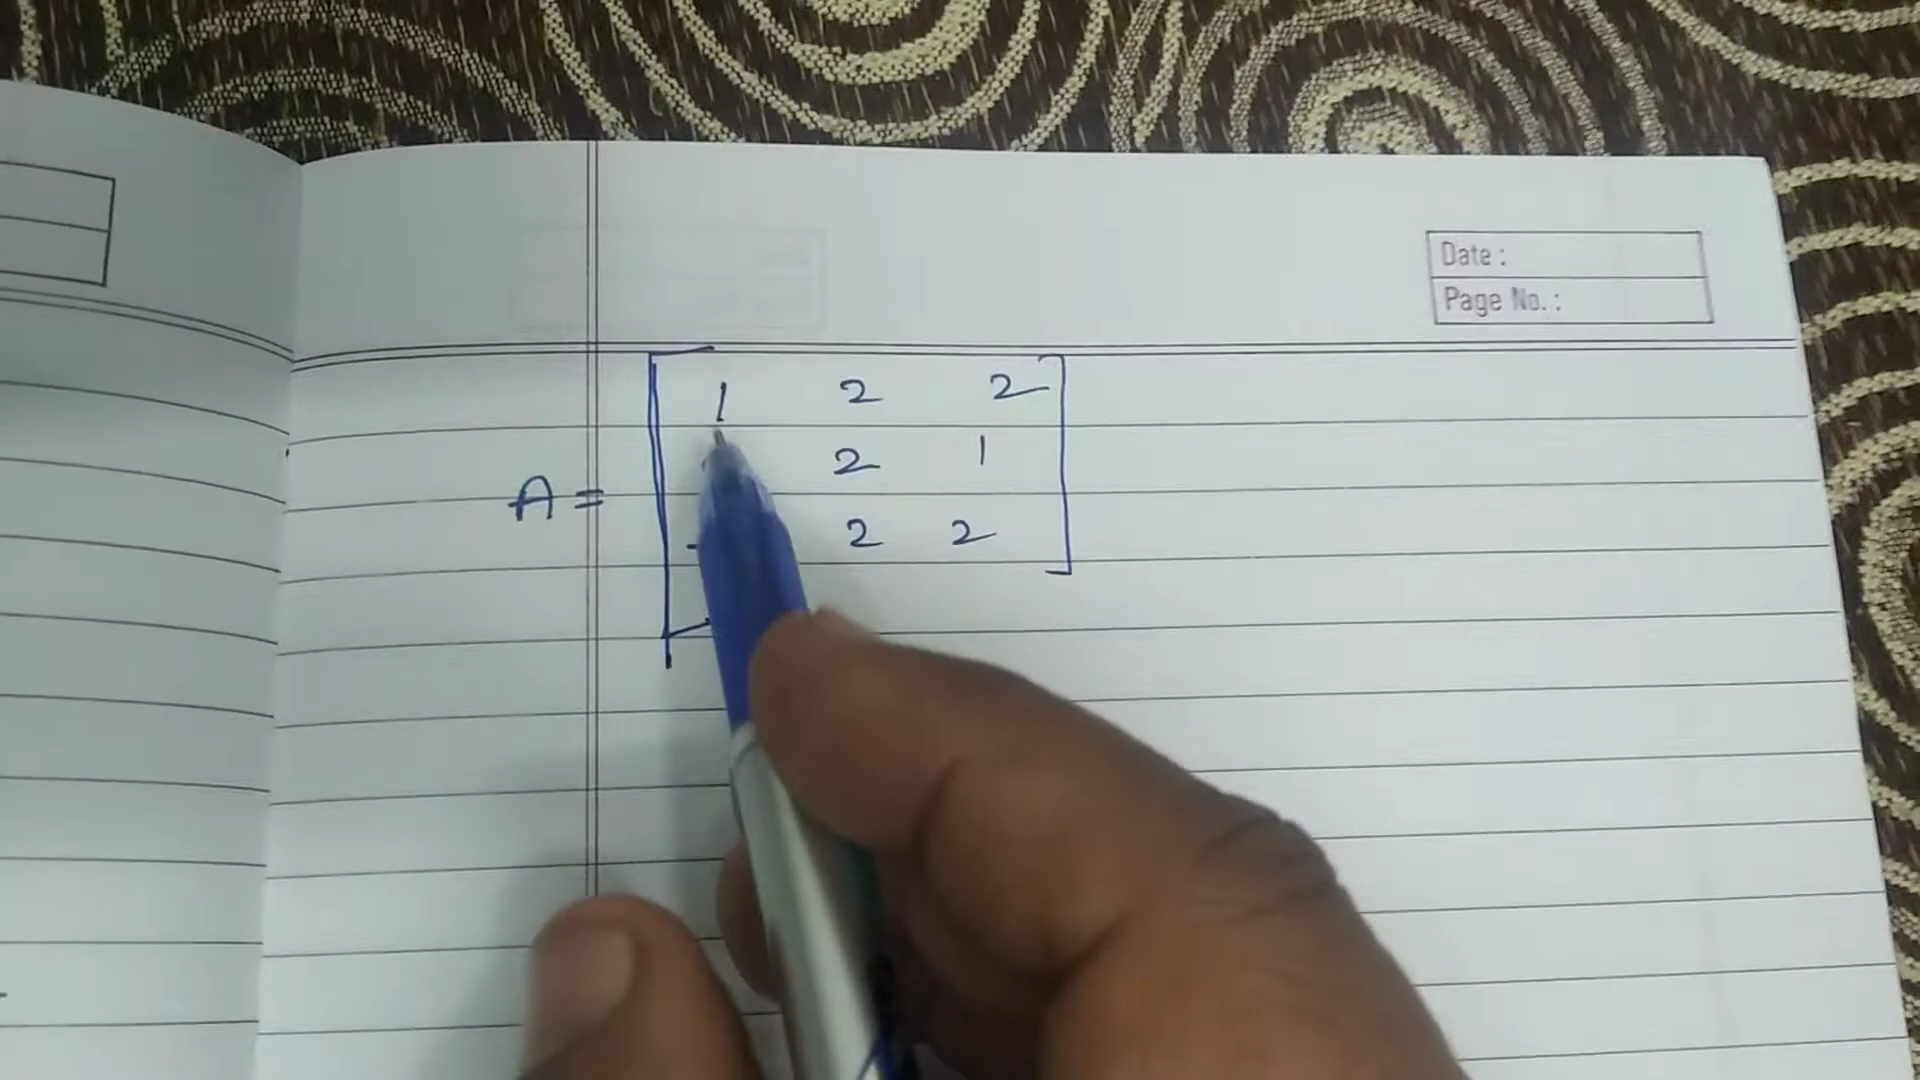 Date :
Page No. :
1 2 2
2 1
A =
- 2 2